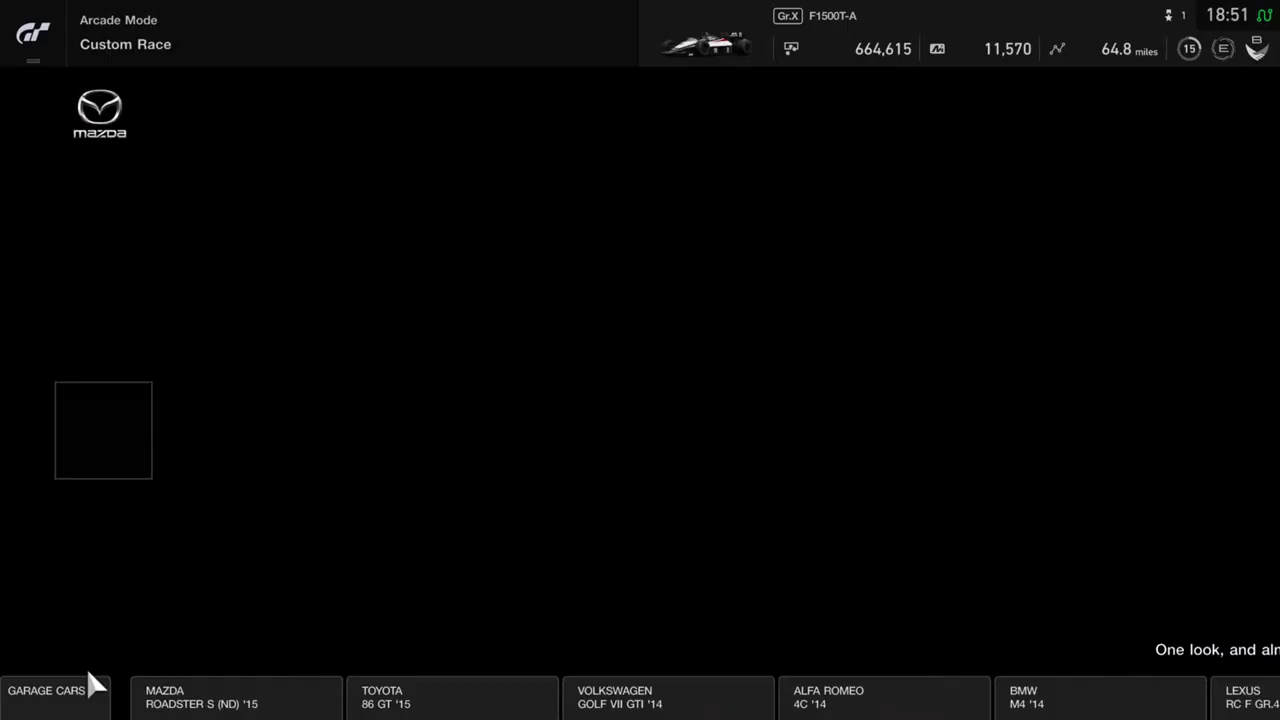 Arcade Mode
Custom Race
Gr.X F1500T-A
1 18:51
664,615 11,570 64.8 miles 15 E B
mazda
One look, and alm
GARAGE CARS
MAZDA
ROADSTER S (ND) '15
TOYOTA
86 GT '15
VOLKSWAGEN
GOLF VII GTI '14
ALFA ROMEO
4C '14
BMW
M4 '14
LEXUS
RC F GR.4